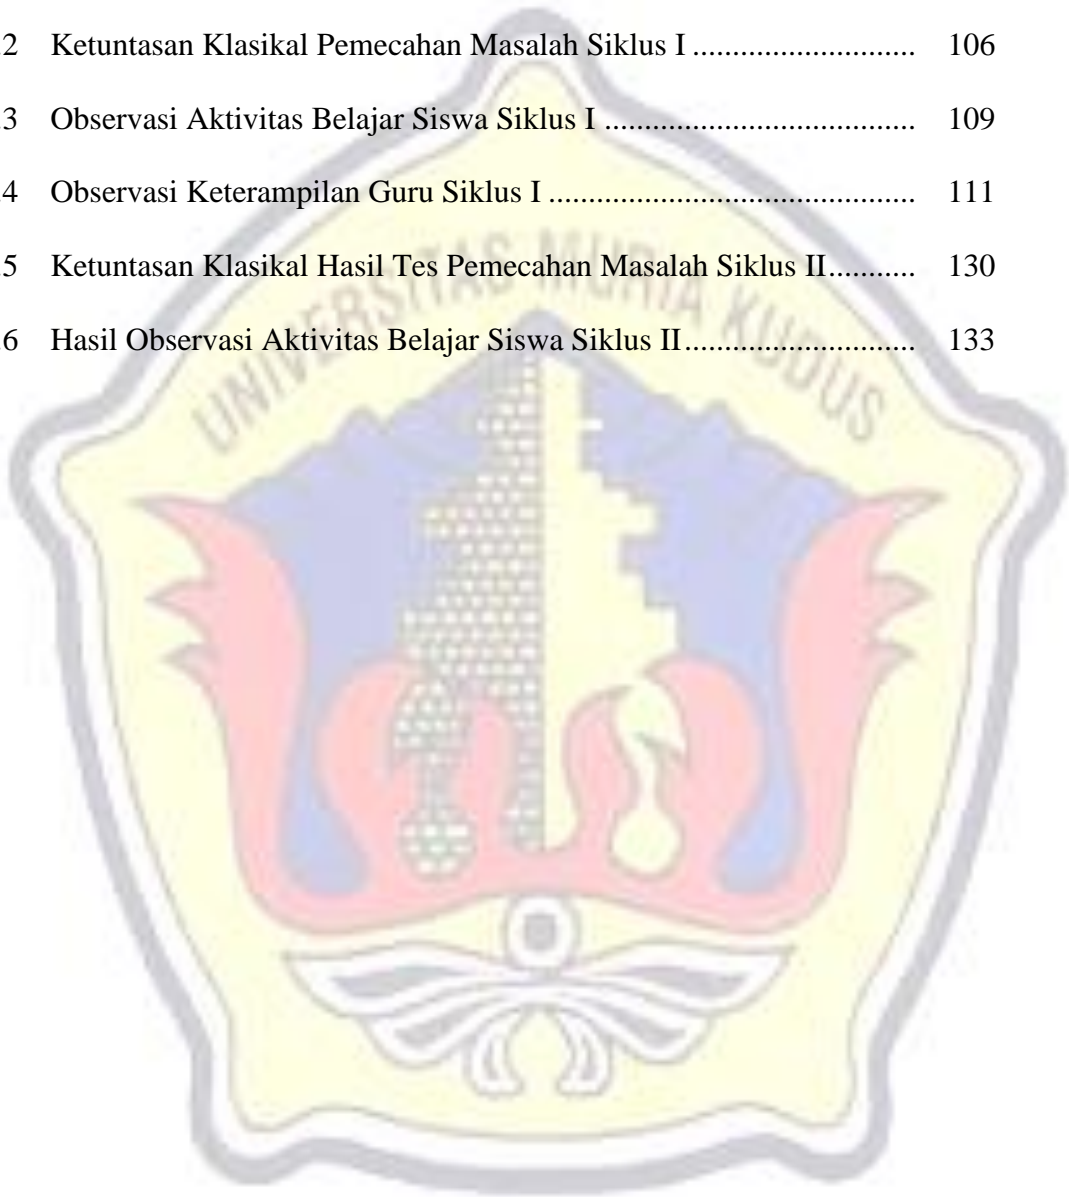 .2 Ketuntasan Klasikal Pemecahan Masalah Siklus I ............................ 106
.3 Observasi Aktivitas Belajar Siswa Siklus I ....................................... 109
.4 Observasi Keterampilan Guru Siklus I .............................................. 111
.5 Ketuntasan Klasikal Hasil Tes Pemecahan Masalah Siklus II........... 130
.6 Hasil Observasi Aktivitas Belajar Siswa Siklus II............................. 133
UNIVERSITAS MURIA KUDUS